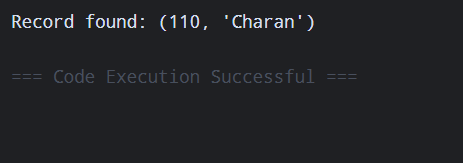 Record found: (110, 'Charan')
=== Code Execution Successful ===